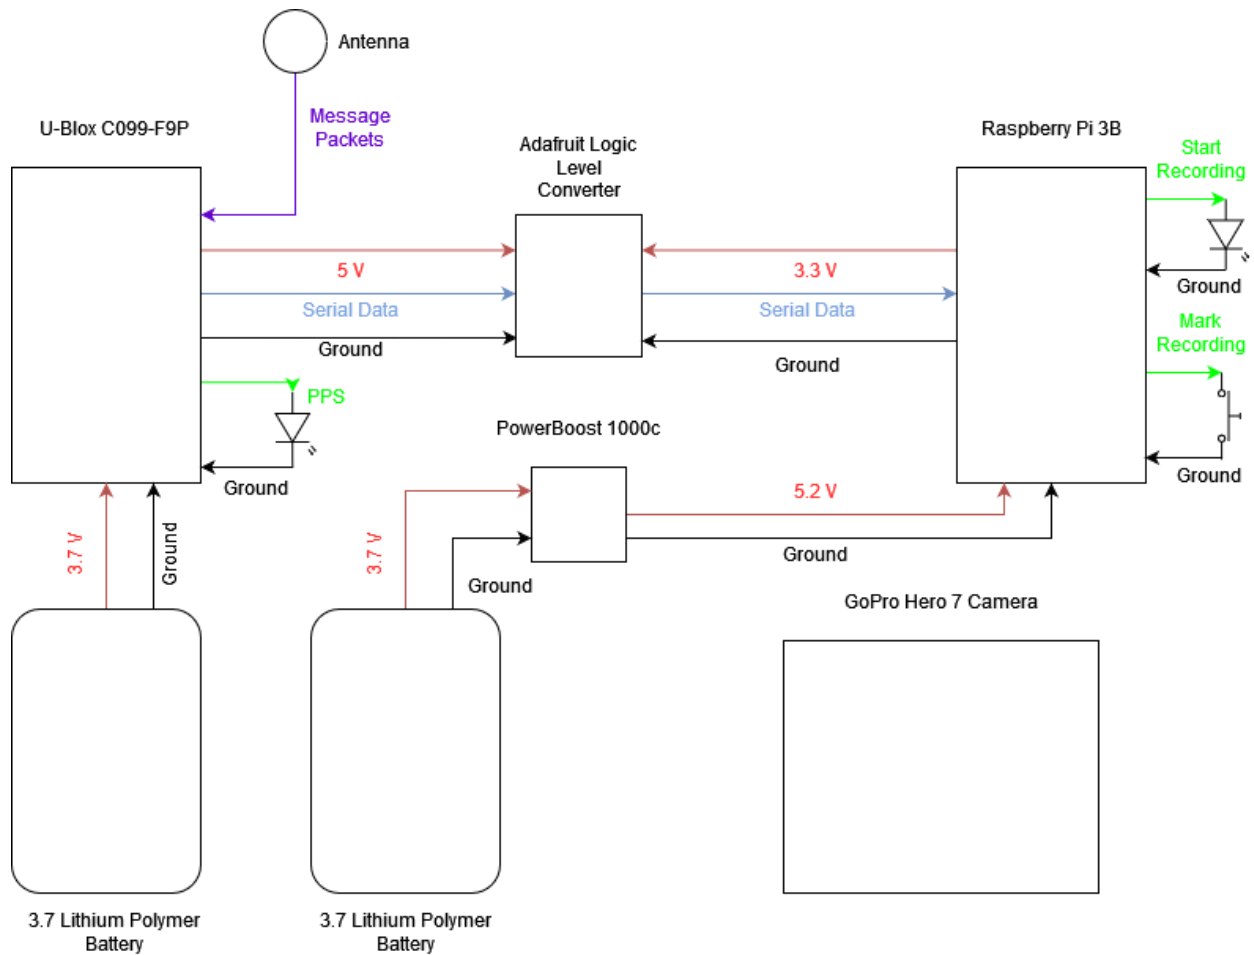 Antenna
Message
Packets
U-Blox C099-F9P
Adafruit Logic
Level
Converter
Raspberry Pi 3B
Start
Recording
5 V
3.3 V
Ground
Serial Data
Serial Data
Mark
Recording
Ground
Ground
PPS
PowerBoost 1000c
Ground
Ground
5.2 V
3.7 V
Ground
3.7 V
Ground
Ground
GoPro Hero 7 Camera
3.7 Lithium Polymer
Battery
3.7 Lithium Polymer
Battery